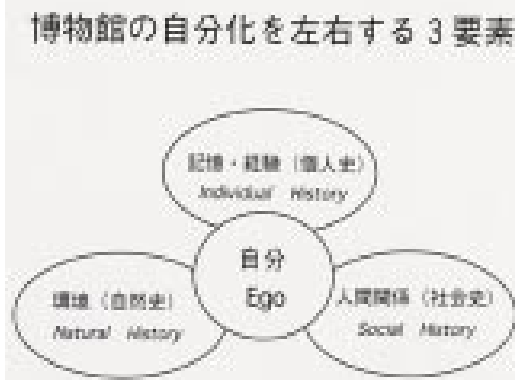 博物館の自分化を左右する3要素
記憶・経験（個人史）
Individual History
自分
Ego
環境（自然史）
Natural History
人間関係（社会史）
Social History